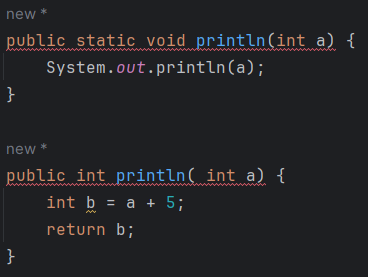 new *
public static void println(int a) {
    System.out.println(a);
}
new *
public int println( int a) {
    int b = a + 5;
    return b;
}